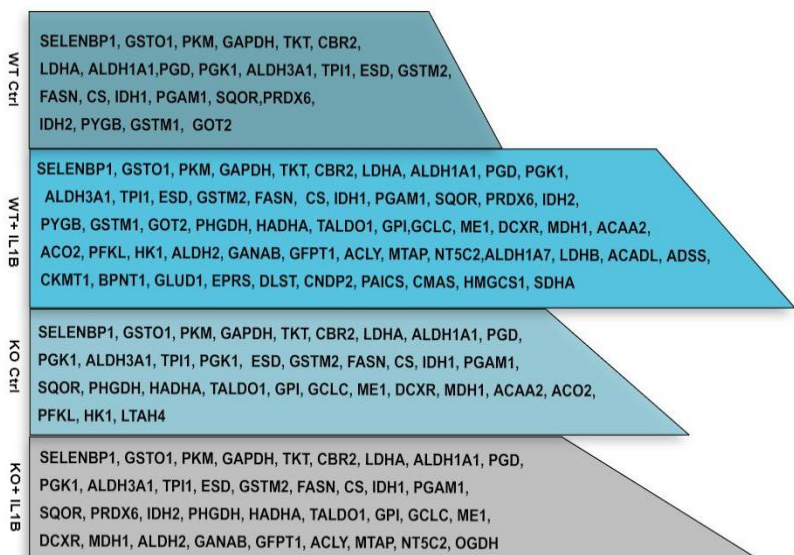 WT Ctrl
SELENBP1, GSTO1, PKM, GAPDH, TKT, CBR2,
LDHA, ALDH1A1,PGD, PGK1, ALDH3A1, TPI1, ESD, GSTM2,
FASN, CS, IDH1, PGAM1, SQOR,PRDX6,
IDH2, PYGB, GSTM1, GOT2
WT+ IL1B
SELENBP1, GSTO1, PKM, GAPDH, TKT, CBR2, LDHA, ALDH1A1, PGD, PGK1,
ALDH3A1, TPI1, ESD, GSTM2, FASN, CS, IDH1, PGAM1, SQOR, PRDX6, IDH2,
PYGB, GSTM1, GOT2, PHGDH, HADHA, TALDO1, GPI,GCLC, ME1, DCXR, MDH1, ACAA2,
ACO2, PFKL, HK1, ALDH2, GANAB, GFPT1, ACLY, MTAP, NT5C2,ALDH1A7, LDHB, ACADL, ADSS,
CKMT1, BPNT1, GLUD1, EPRS, DLST, CNDP2, PAICS, CMAS, HMGCS1, SDHA
KO Ctrl
SELENBP1, GSTO1, PKM, GAPDH, TKT, CBR2, LDHA, ALDH1A1, PGD,
PGK1, ALDH3A1, TPI1, PGK1, ESD, GSTM2, FASN, CS, IDH1, PGAM1,
SQOR, PHGDH, HADHA, TALDO1, GPI, GCLC, ME1, DCXR, MDH1, ACAA2, ACO2,
PFKL, HK1, LTAH4
KO+ IL1B
SELENBP1, GSTO1, PKM, GAPDH, TKT, CBR2, LDHA, ALDH1A1, PGD,
PGK1, ALDH3A1, TPI1, ESD, GSTM2, FASN, CS, IDH1, PGAM1,
SQOR, PRDX6, IDH2, PHGDH, HADHA, TALDO1, GPI, GCLC, ME1,
DCXR, MDH1, ALDH2, GANAB, GFPT1, ACLY, MTAP, NT5C2, OGDH